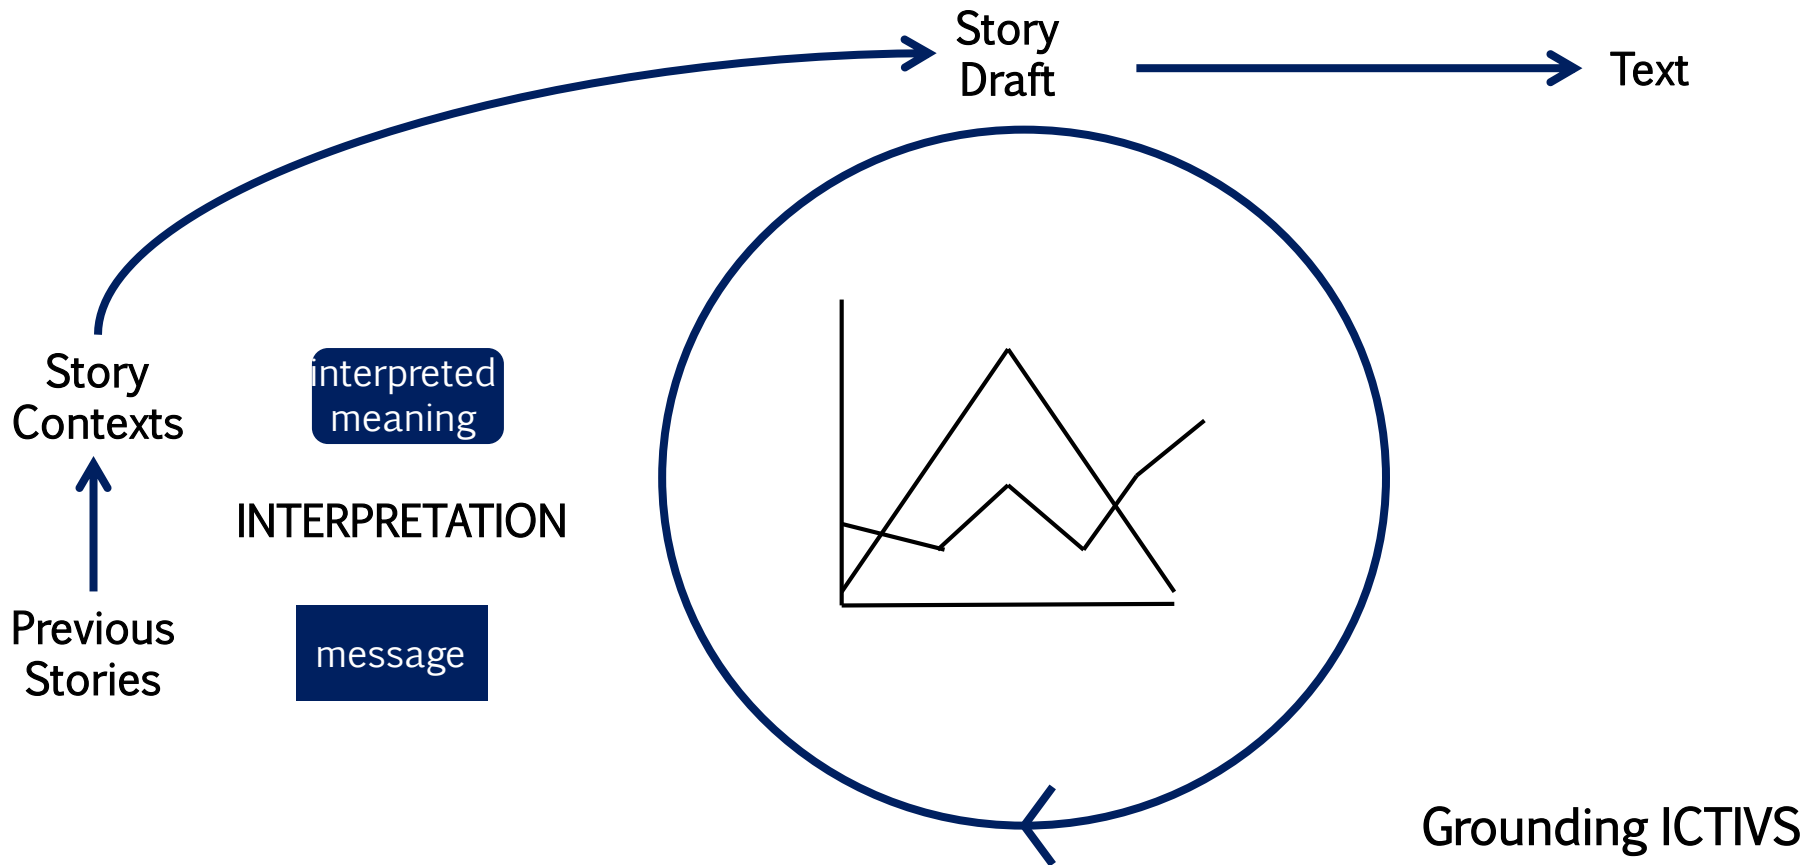 Story
Draft
Text
Story
Contexts
interpreted
meaning
INTERPRETATION
Previous
Stories
message
Grounding ICTIVS